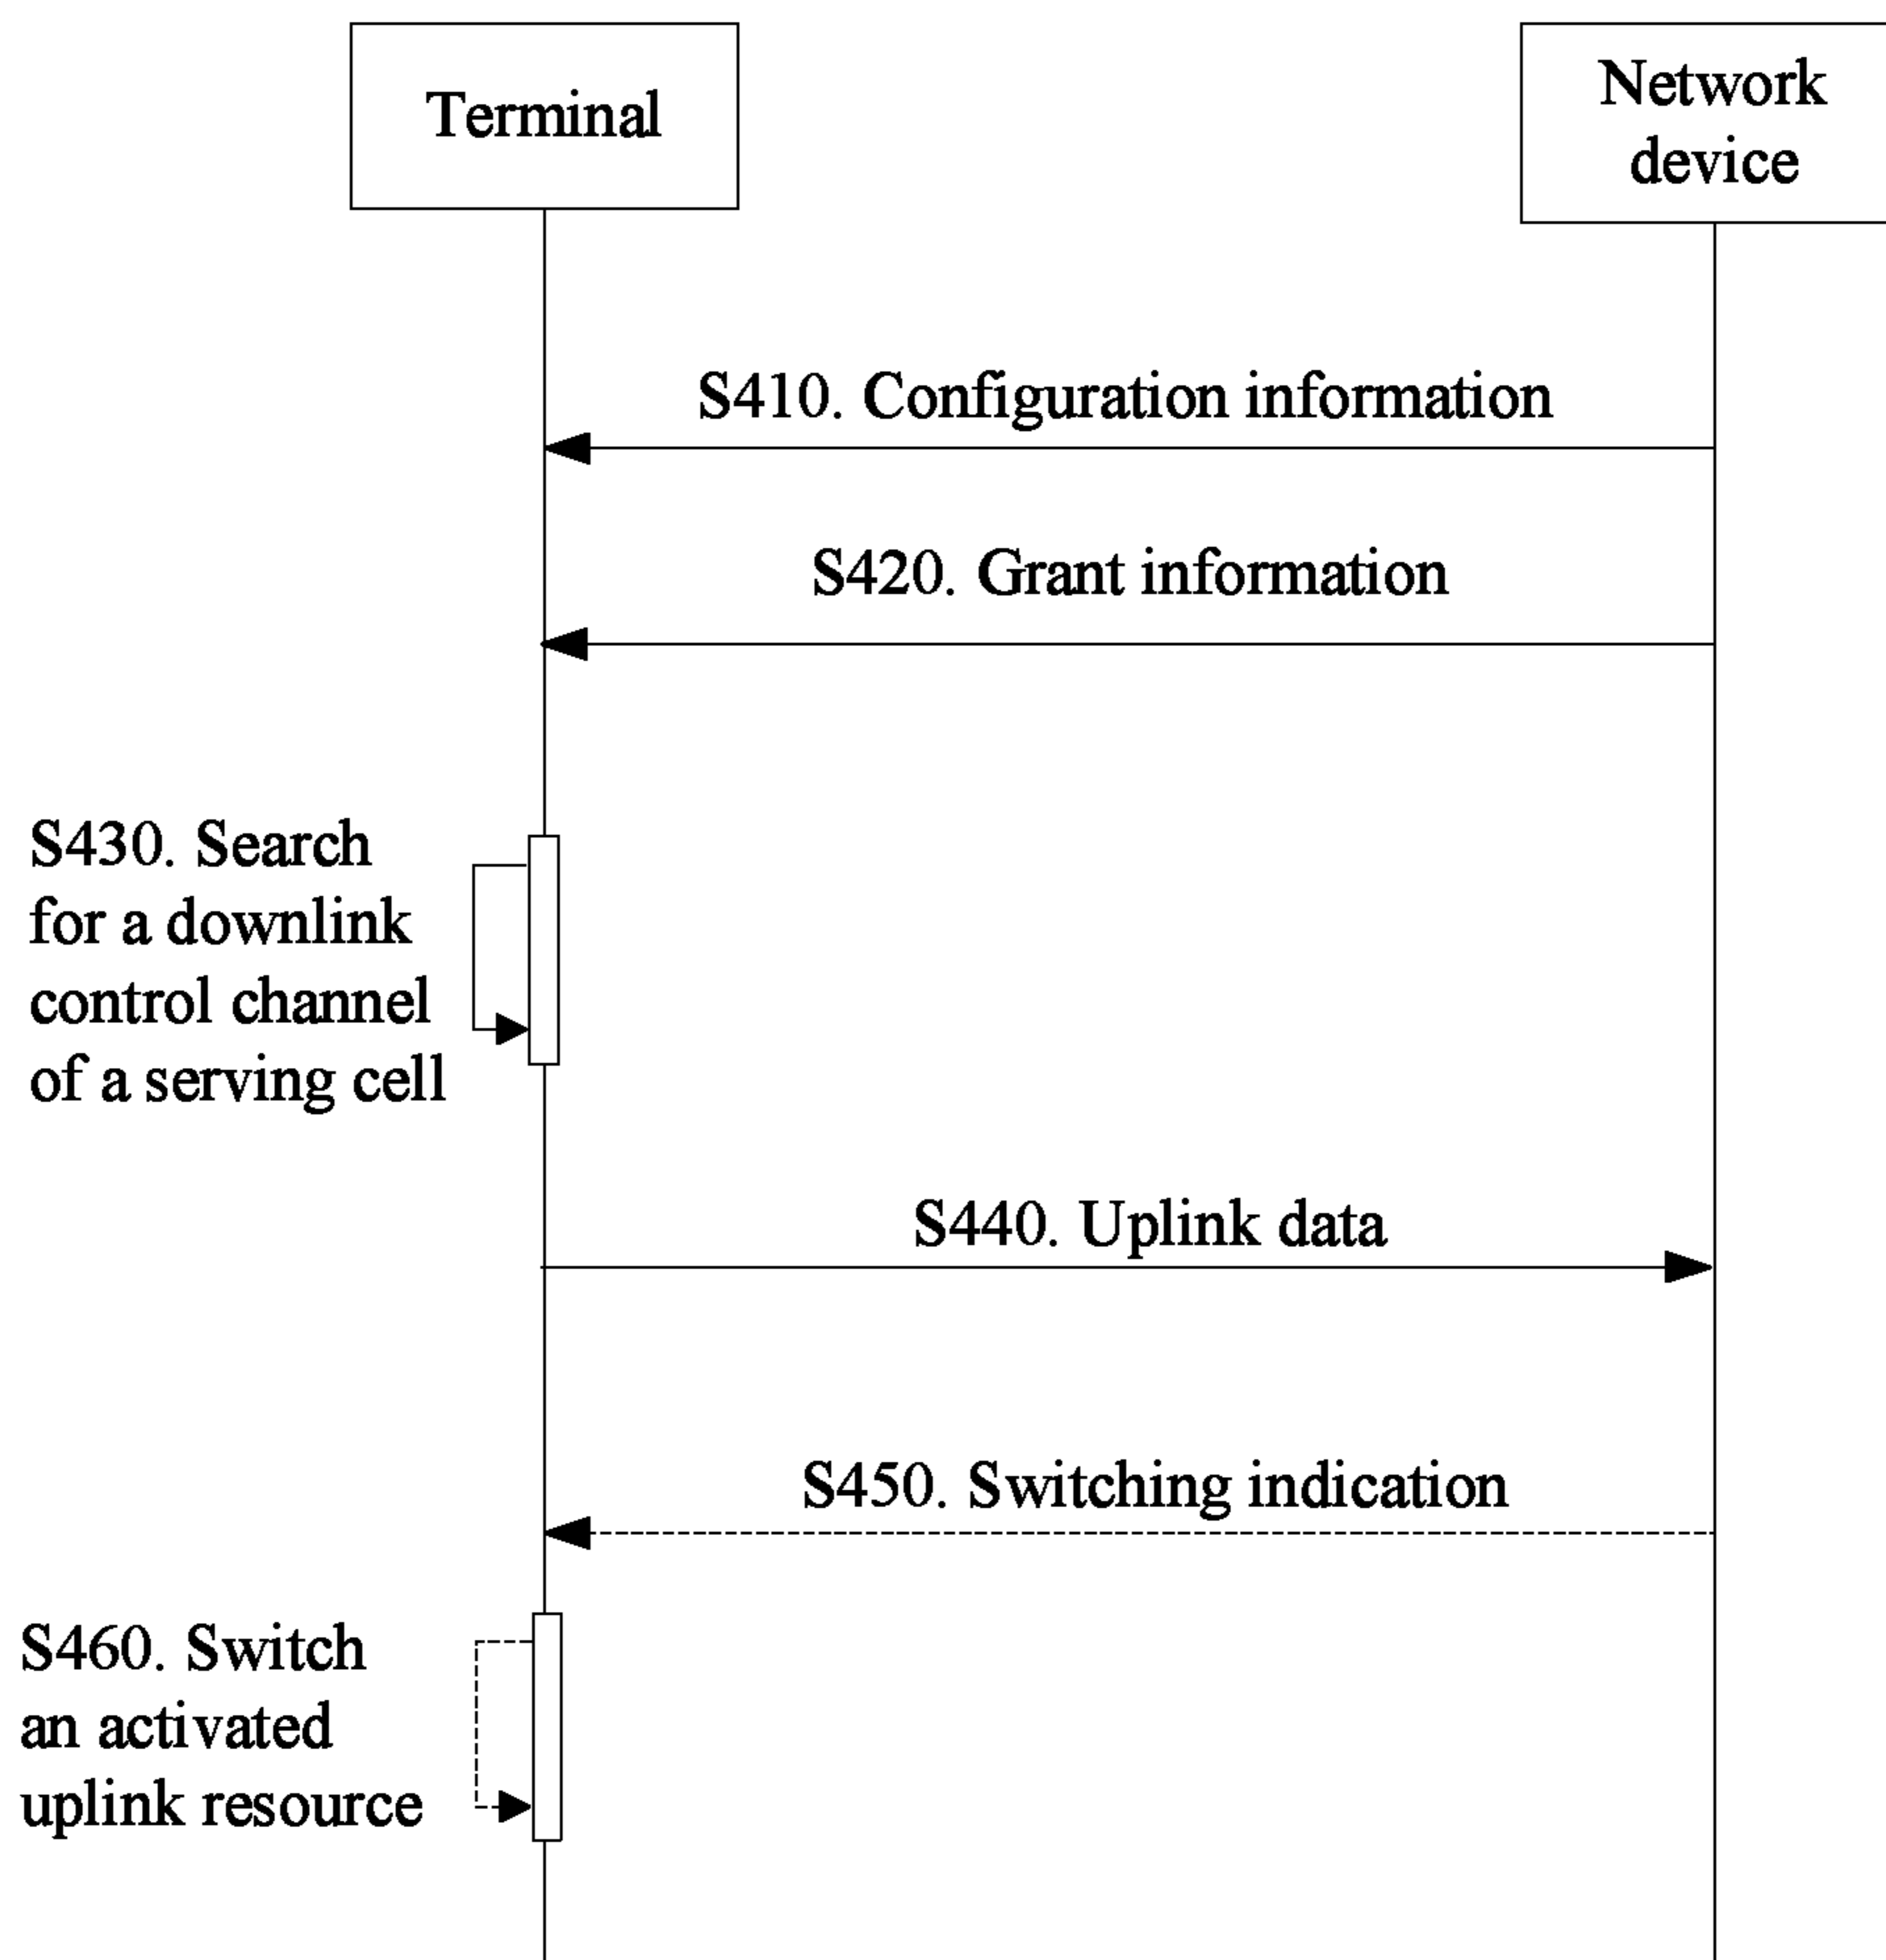 Terminal
Network
device
S410. Configuration information
S420. Grant information
S430. Search
for a downlink
control channel
of a serving cell
S440. Uplink data
S450. Switching indication
S460. Switch
an activated
uplink resource